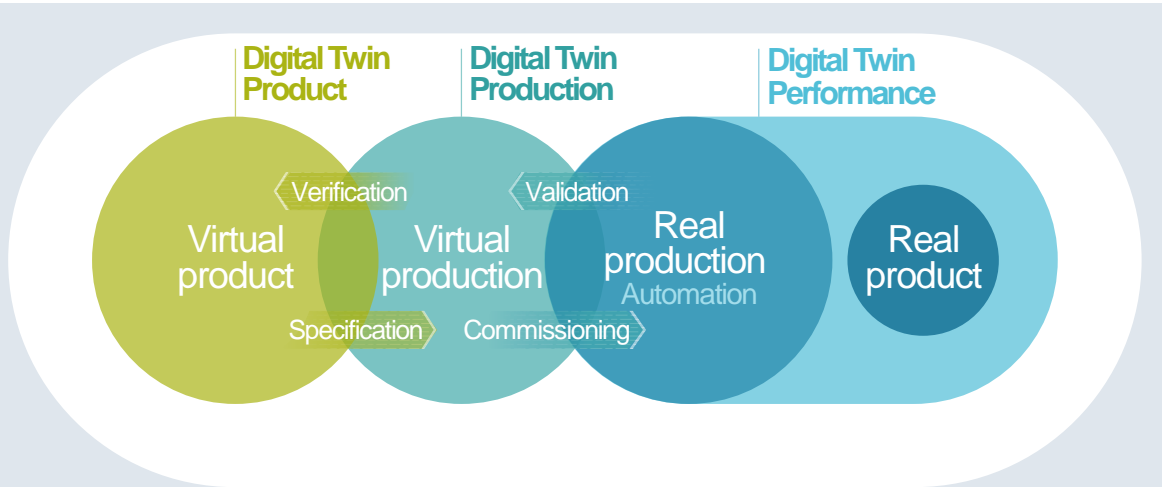 Digital Twin
Product
Digital Twin
Production
Digital Twin
Performance
Verification
Validation
Virtual
product
Virtual
production
Real
production
Automation
Real
product
Specification
Commissioning